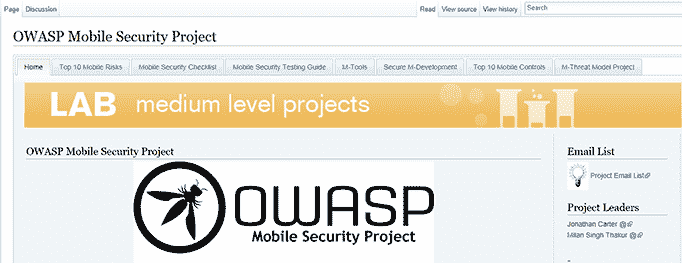 Page Discussion Read View source View history Search
OWASP Mobile Security Project
Home Top 10 Mobile Risks Mobile Security Checklist Mobile Security Testing Guide M-Tools Secure M-Development Top 10 Mobile Controls M-Threat Model Project
LAB medium level projects
OWASP Mobile Security Project
OWASP
Mobile Security Project
Email List
Project Email List
Project Leaders
Jonathan Carter @
Milan Singh Thakur @